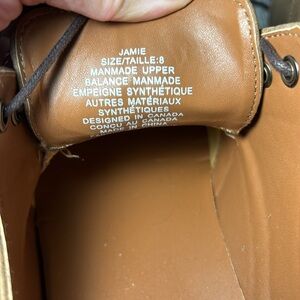 JAMIE
SIZE/TAILLE:8
MANMADE UPPER
BALANCE MANMADE
EMPEIGNE SYNTHÉTIQUE
AUTRES MATÉRIAUX
SYNTHÉTIQUES
DESIGNED IN CANADA
CONCU AU CANADA
MADE IN CHINA